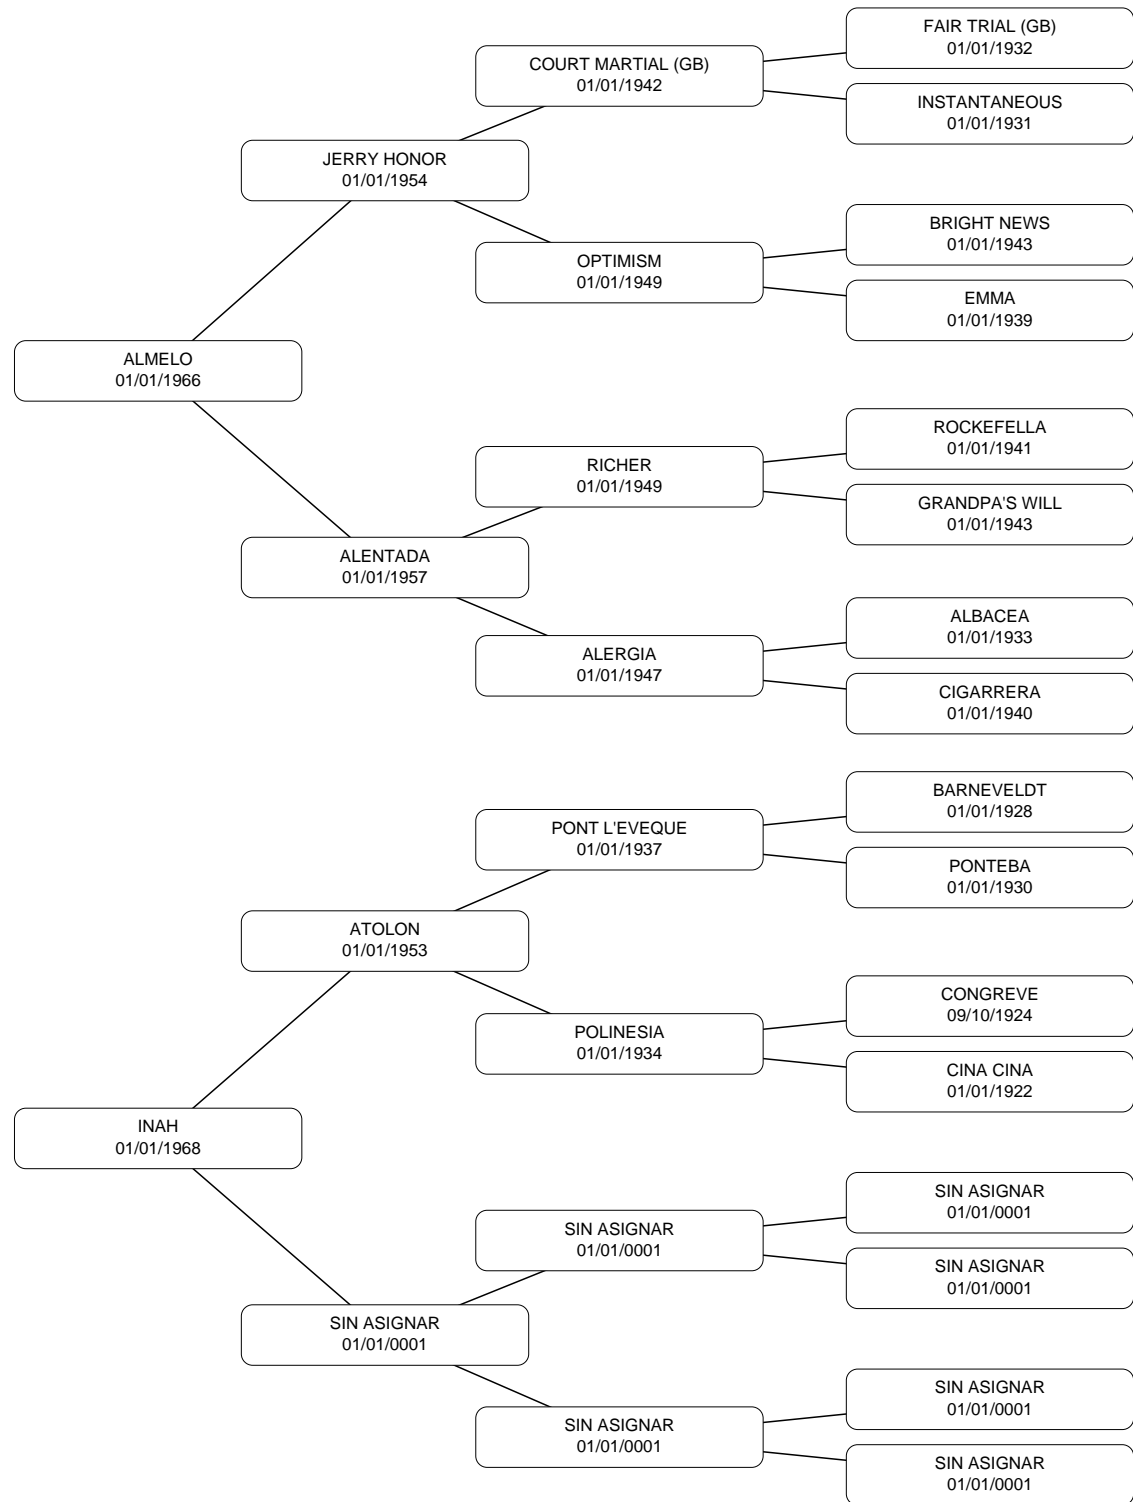 FAIR TRIAL (GB)
01/01/1932
COURT MARTIAL (GB)
01/01/1942
INSTANTANEOUS
01/01/1931
JERRY HONOR
01/01/1954
BRIGHT NEWS
01/01/1943
OPTIMISM
01/01/1949
EMMA
01/01/1939
ALMELO
01/01/1966
ROCKEFELLA
01/01/1941
RICHER
01/01/1949
GRANDPA'S WILL
01/01/1943
ALENTADA
01/01/1957
ALBACEA
01/01/1933
ALERGIA
01/01/1947
CIGARRERA
01/01/1940
BARNEVELDT
01/01/1928
PONT L'EVEQUE
01/01/1937
PONTEBA
01/01/1930
ATOLON
01/01/1953
CONGREVE
09/10/1924
POLINESIA
01/01/1934
CINA CINA
01/01/1922
INAH
01/01/1968
SIN ASIGNAR
01/01/0001
SIN ASIGNAR
01/01/0001
SIN ASIGNAR
01/01/0001
SIN ASIGNAR
01/01/0001
SIN ASIGNAR
01/01/0001
SIN ASIGNAR
01/01/0001
SIN ASIGNAR
01/01/0001